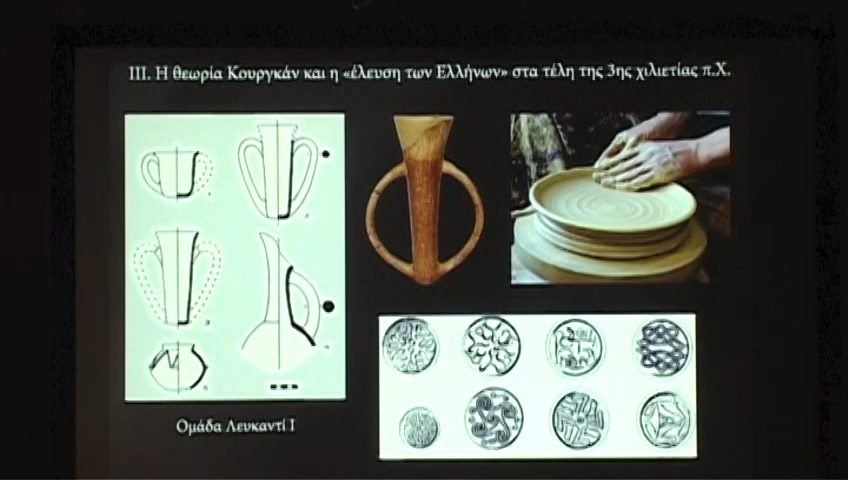 III. Η θεωρία Κουργκάν και η «έλευση των Ελλήνων» στα τέλη της 3ης χιλιετίας π.Χ.
Ομάδα Λευκαντί Ι